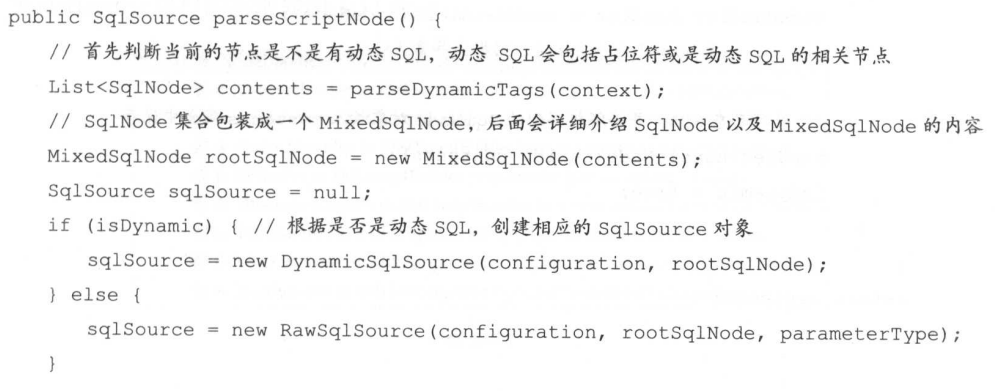 public SqlSource parseScriptNode() {
// 首先判断当前的节点是不是有动态 SQL，动态 SQL 会包括占位符或是动态 SQL 的相关节点
List<SqlNode> contents = parseDynamicTags(context);
// SqlNode 集合包装成一个 MixedSqlNode，后面会详细介绍 SqlNode 以及 MixedSqlNode 的内容
MixedSqlNode rootSqlNode = new MixedSqlNode(contents);
SqlSource sqlSource = null;
if (isDynamic) { // 根据是否是动态 SQL，创建相应的 SqlSource 对象
sqlSource = new DynamicSqlSource(configuration, rootSqlNode);
} else {
sqlSource = new RawSqlSource(configuration, rootSqlNode, parameterType);
}